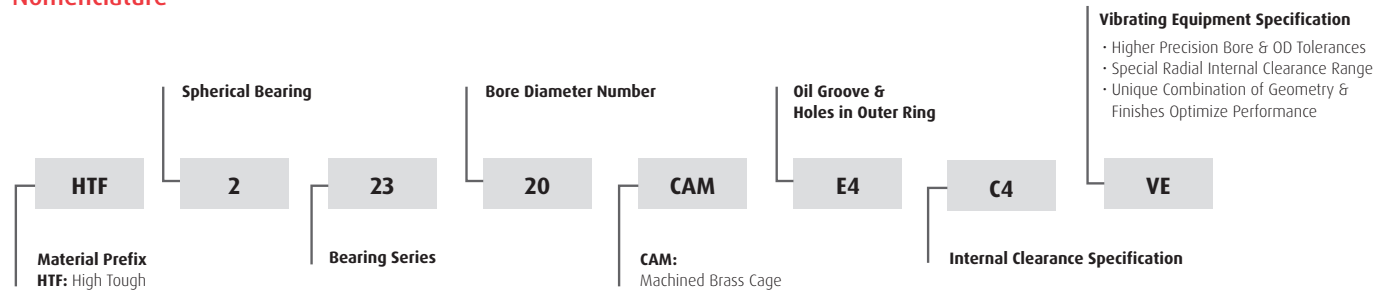 Nomenclature
Vibrating Equipment Specification
· Higher Precision Bore & OD Tolerances
· Special Radial Internal Clearance Range
· Unique Combination of Geometry &
Finishes Optimize Performance
Spherical Bearing
Bore Diameter Number
Oil Groove &
Holes in Outer Ring
HTF 2 23 20 CAM E4 C4 VE
Material Prefix
HTF: High Tough
Bearing Series
CAM:
Machined Brass Cage
Internal Clearance Specification